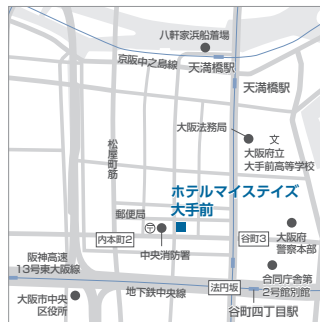 八軒家浜船着場
京阪中之島線
天満橋駅
天満橋駅
大阪法務局
文
大阪府立
大手前高等学校
松屋町筋
ホテルマイステイズ
大手前
郵便局
〒
内本町2
中央消防署
谷町3
大阪府
警察本部
阪神高速
13号東大阪線
合同庁舎第
2号館別館
法円坂
大阪市中央
区役所
地下鉄中央線
谷町四丁目駅